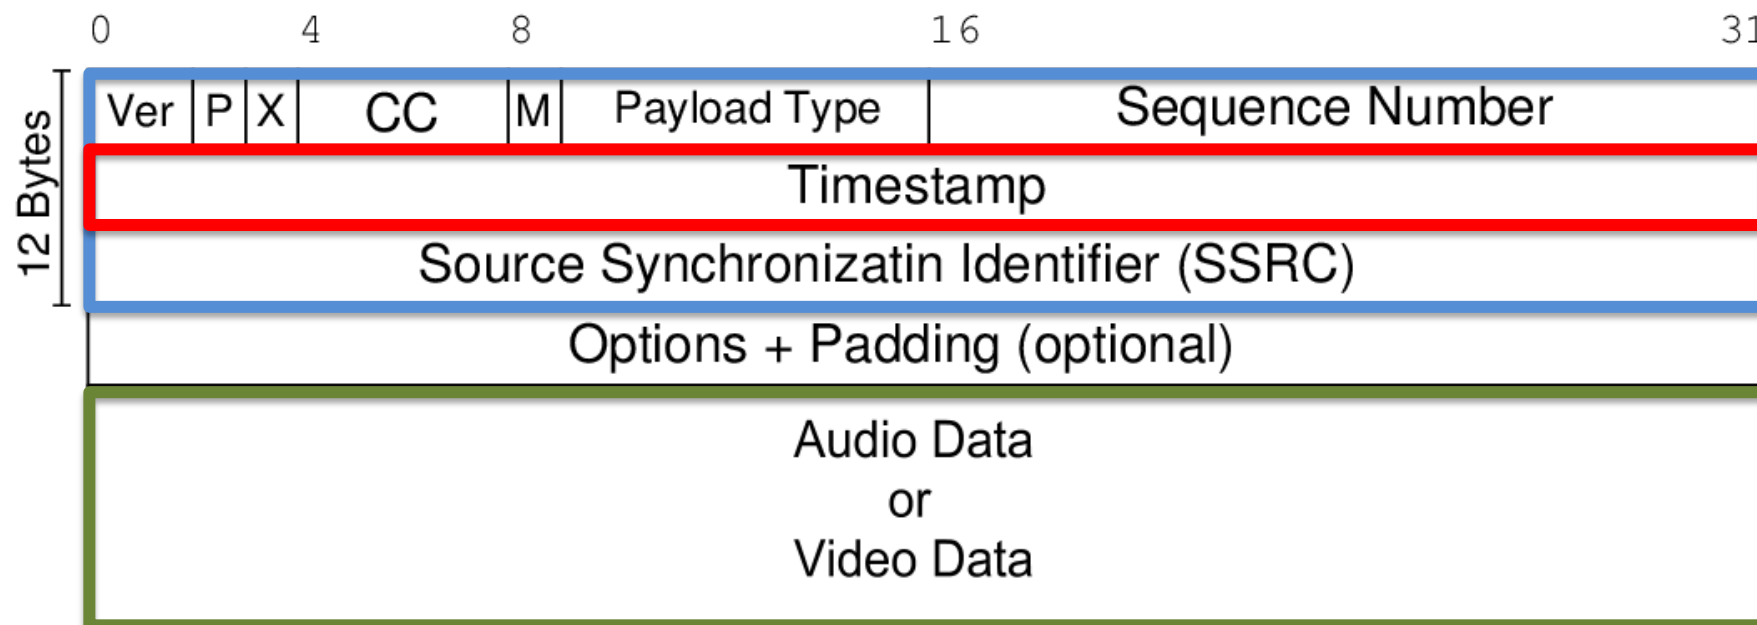 0 4 8 16 31
12 Bytes
Ver P X CC M Payload Type Sequence Number
Timestamp
Source Synchronizatin Identifier (SSRC)
Options + Padding (optional)
Audio Data
or
Video Data